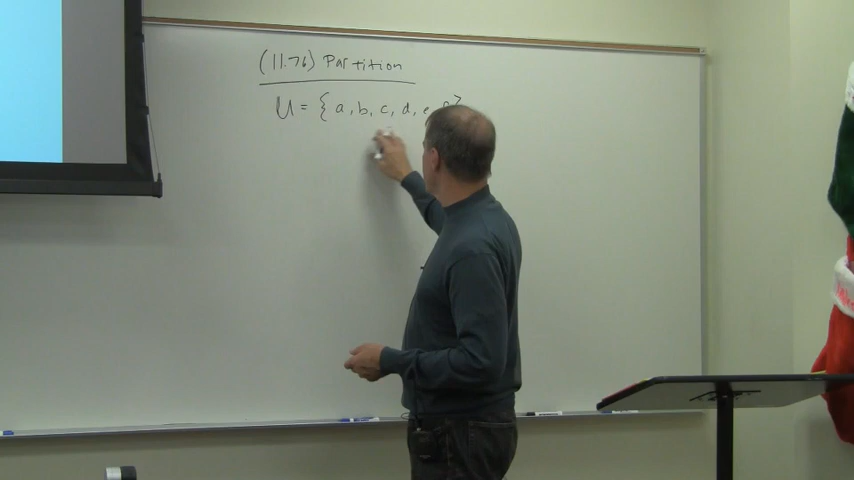 (11.76) Partition
U = { a, b, c, d, e, }